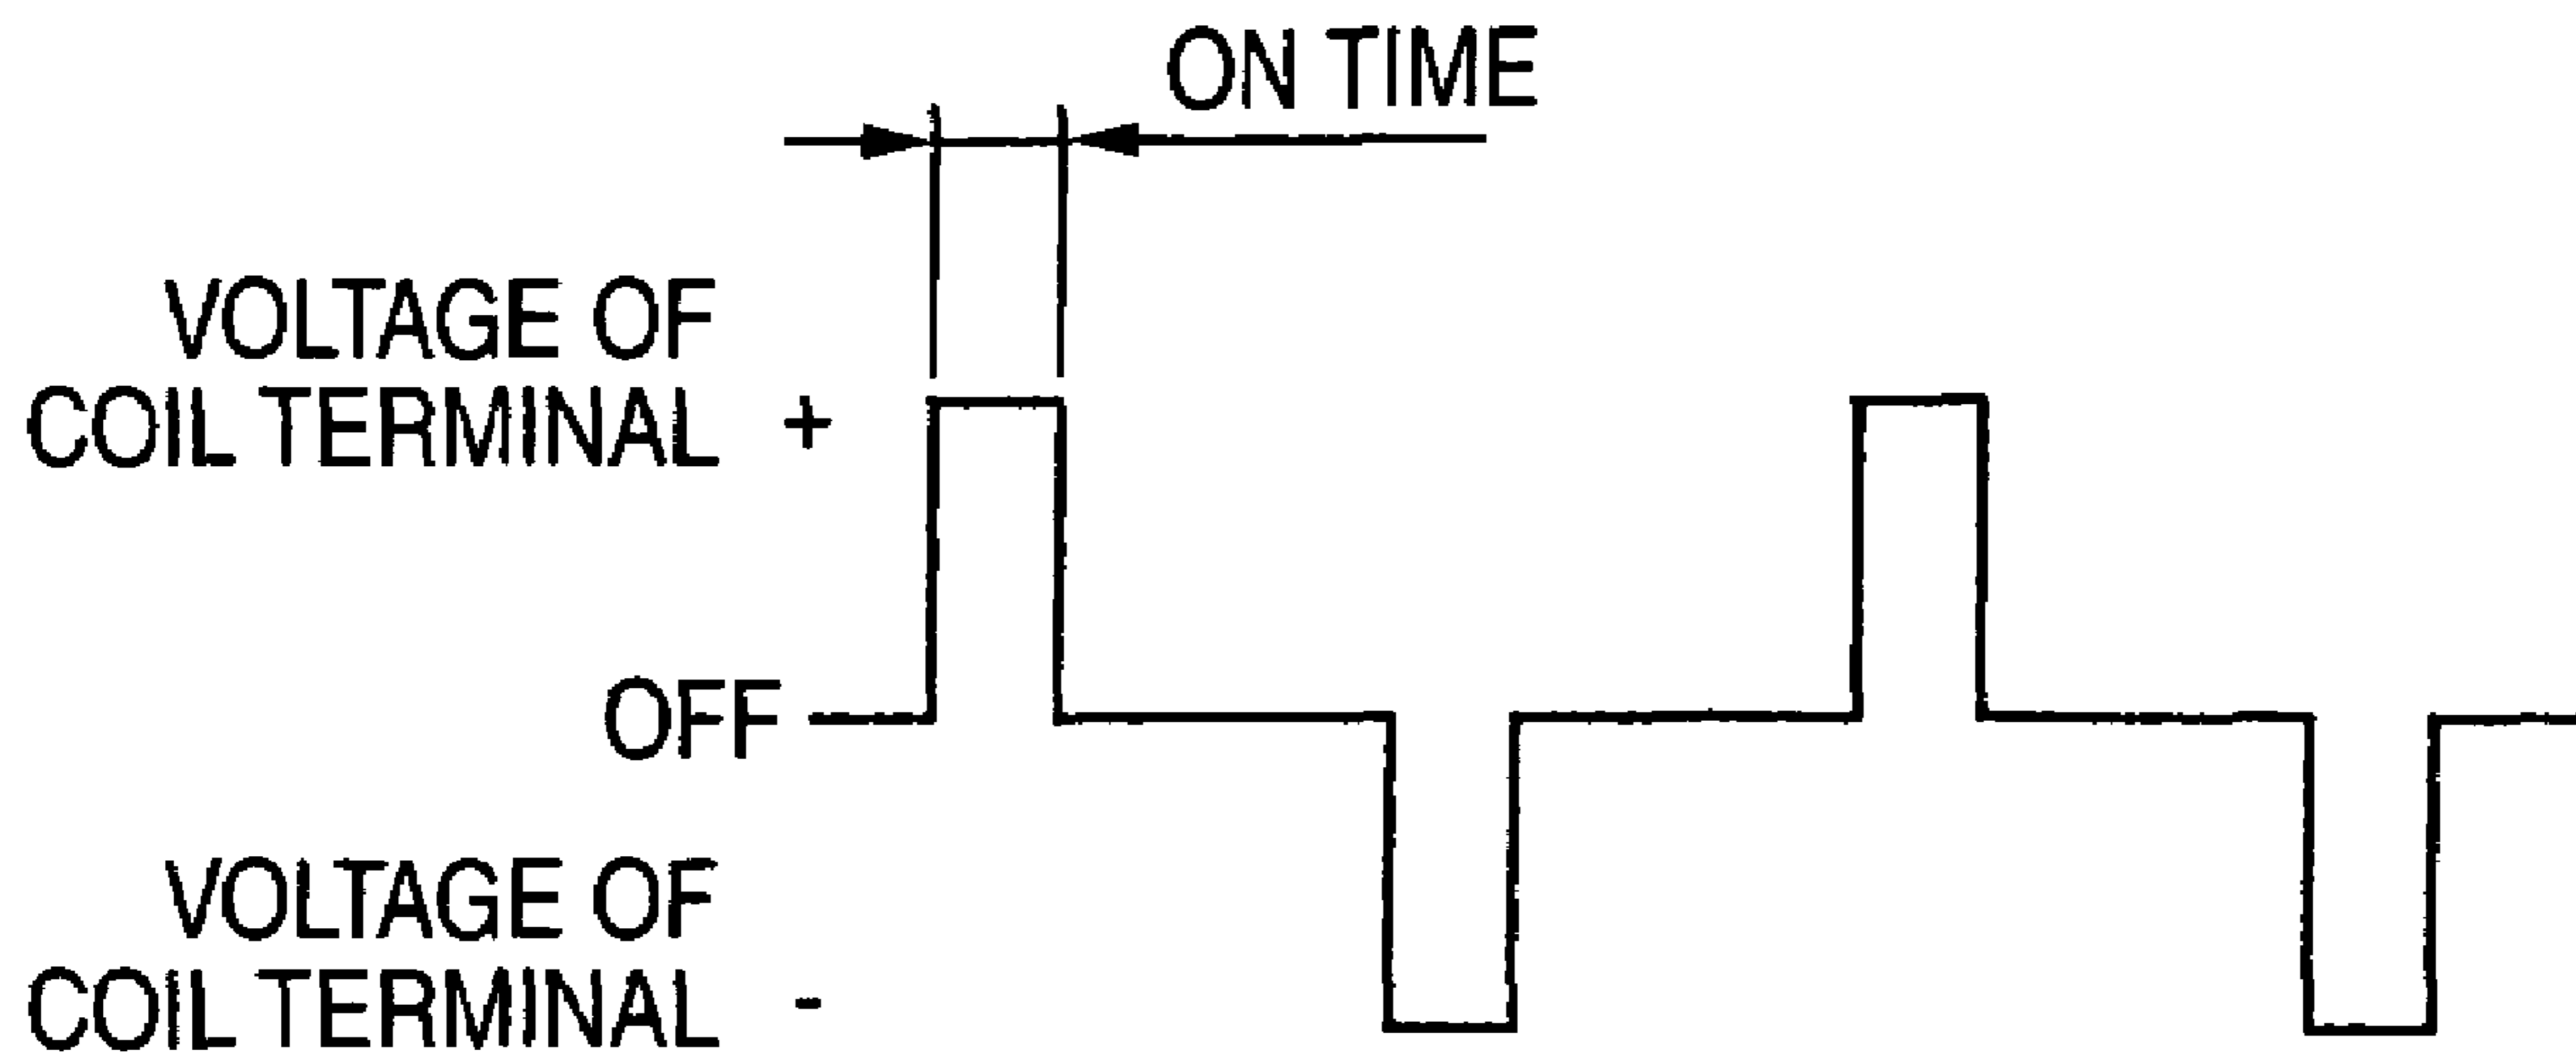 ON TIME
VOLTAGE OF
COIL TERMINAL +
OFF
VOLTAGE OF
COIL TERMINAL -